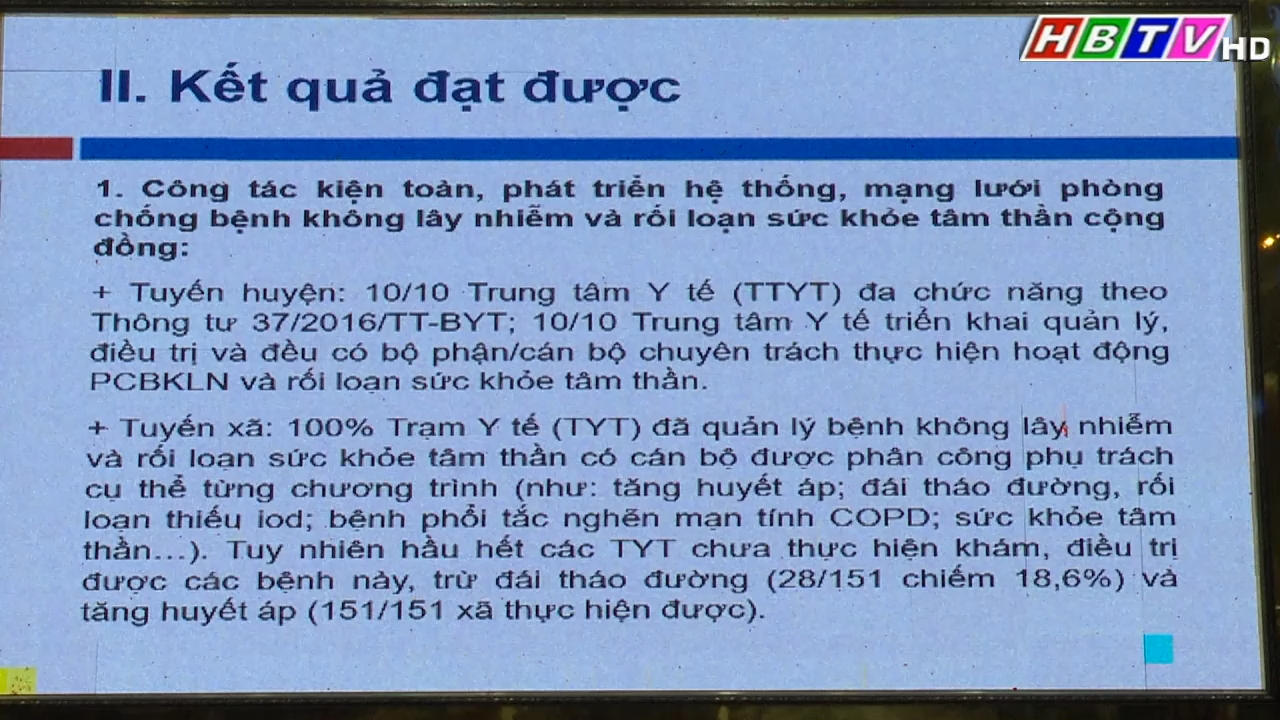 HBTV HD
II. Kết quả đạt được
1. Công tác kiện toàn, phát triển hệ thống, mạng lưới phòng
chống bệnh không lây nhiễm và rối loạn sức khỏe tâm thần cộng
đồng:
+ Tuyến huyện: 10/10 Trung tâm Y tế (TTYT) đa chức năng theo
Thông tư 37/2016/TT-BYT; 10/10 Trung tâm Y tế triển khai quản lý,
điều trị và đều có bộ phận/cán bộ chuyên trách thực hiện hoạt động
PCBKLN và rối loạn sức khỏe tâm thần.
+ Tuyến xã: 100% Trạm Y tế (TYT) đã quản lý bệnh không lây nhiễm
và rối loạn sức khỏe tâm thần có cán bộ được phân công phụ trách
cụ thể từng chương trình (như: tăng huyết áp; đái tháo đường, rối
loạn thiếu iod; bệnh phổi tắc nghẽn mạn tính COPD; sức khỏe tâm
thần...). Tuy nhiên hầu hết các TYT chưa thực hiện khám, điều trị
được các bệnh này, trừ đái tháo đường (28/151 chiếm 18,6%) và
tăng huyết áp (151/151 xã thực hiện được).